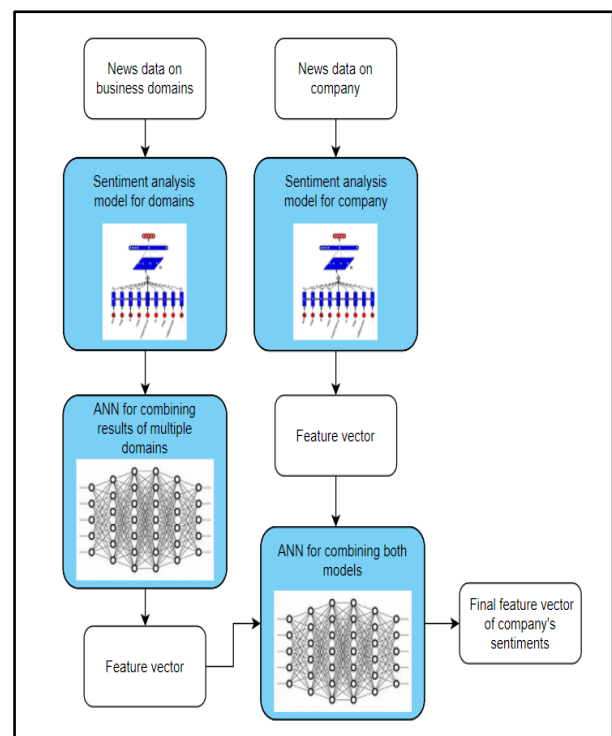 News data on
business domains
News data on
company
Sentiment analysis
model for domains
Sentiment analysis
model for company
ANN for combining
results of multiple
domains
Feature vector
ANN for combining both
models
Feature vector
Final feature vector
of company's
sentiments